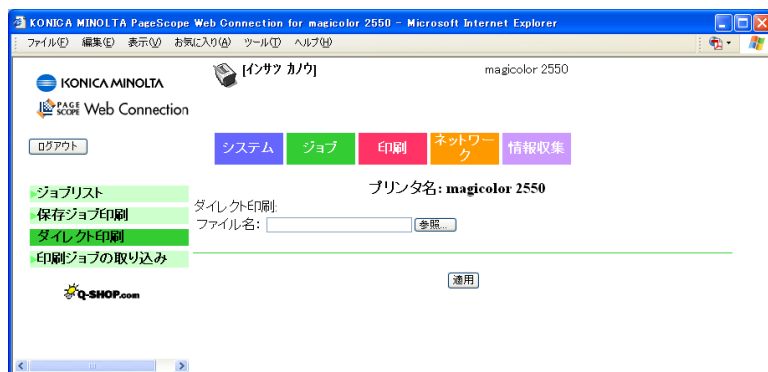 KONICA MINOLTA PageScope Web Connection for magicolor 2550 - Microsoft Internet Explorer
ファイル(F) 編集(E) 表示(V) お気に入り(A) ツール(T) ヘルプ(H)
KONICA MINOLTA
[インサツ カノウ]
magicolor 2550
PAGE SCOPE Web Connection
ログアウト
システム
ジョブ
印刷
ネットワー
ク
情報収集
プリンタ名: magicolor 2550
ジョブリスト
保存ジョブ印刷
ダイレクト印刷
印刷ジョブの取り込み
ダイレクト印刷:
ファイル名:
参照...
適用
Q-SHOP.com